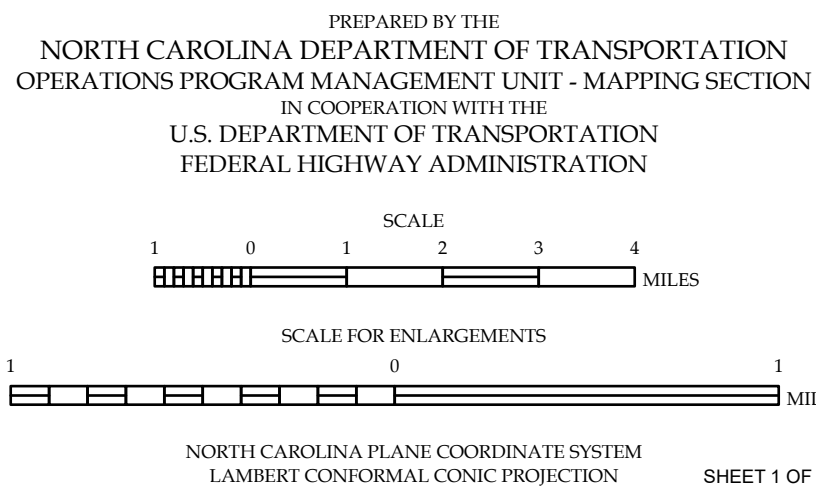 PREPARED BY THE
NORTH CAROLINA DEPARTMENT OF TRANSPORTATION
OPERATIONS PROGRAM MANAGEMENT UNIT - MAPPING SECTION
IN COOPERATION WITH THE
U.S. DEPARTMENT OF TRANSPORTATION
FEDERAL HIGHWAY ADMINISTRATION
SCALE
1 0 1 2 3 4
MILES
SCALE FOR ENLARGEMENTS
1 0 1
NORTH CAROLINA PLANE COORDINATE SYSTEM
LAMBERT CONFORMAL CONIC PROJECTION
SHEET 1 OF